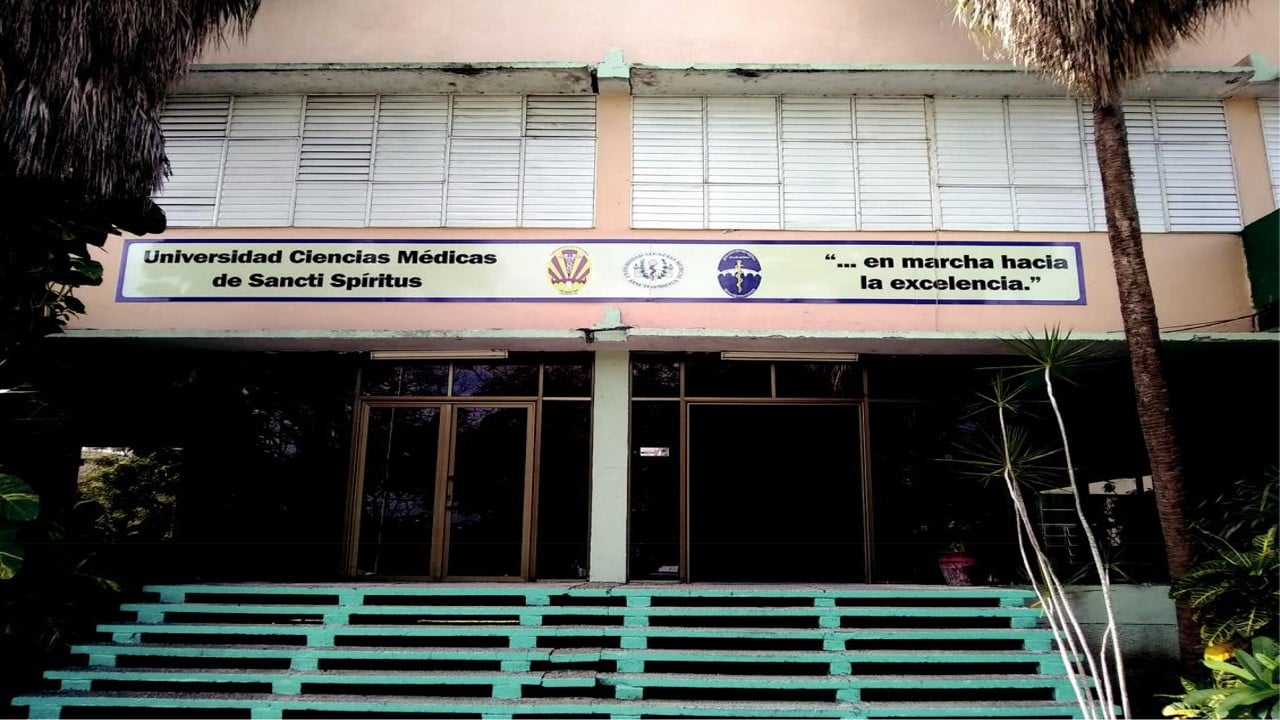 Universidad Ciencias Médicas
de Sancti Spíritus
“... en marcha hacia
la excelencia.”